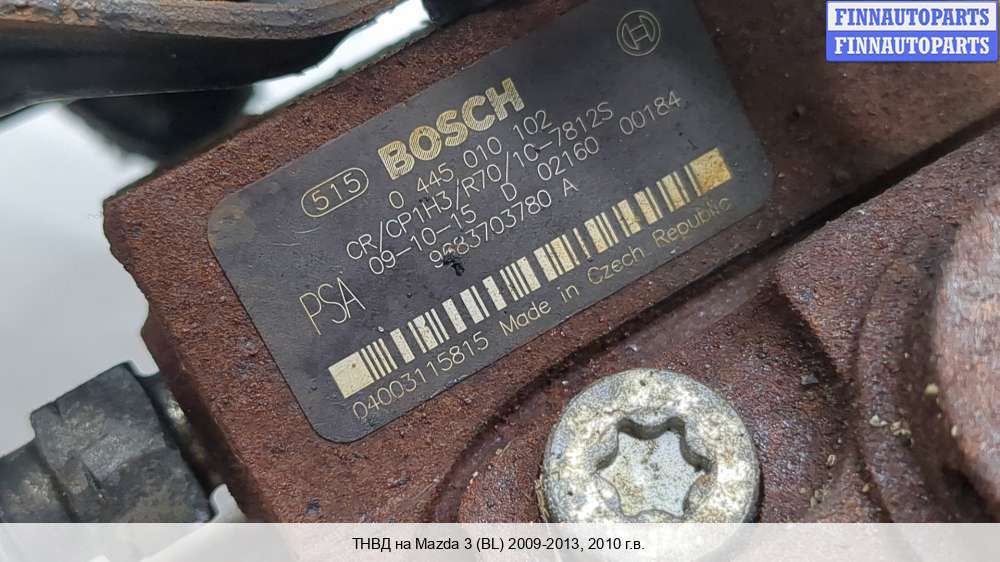 FINNAUTOPARTS
FINNAUTOPARTS
515 BOSCH
0 445 010 102
CR/CP1H3/R70/10-7812S
09-10-15 D 02160 00184
9683703780 A
PSA
04003115815 Made in Czech Republic
ТНВД на Mazda 3 (BL) 2009-2013, 2010 г.в.